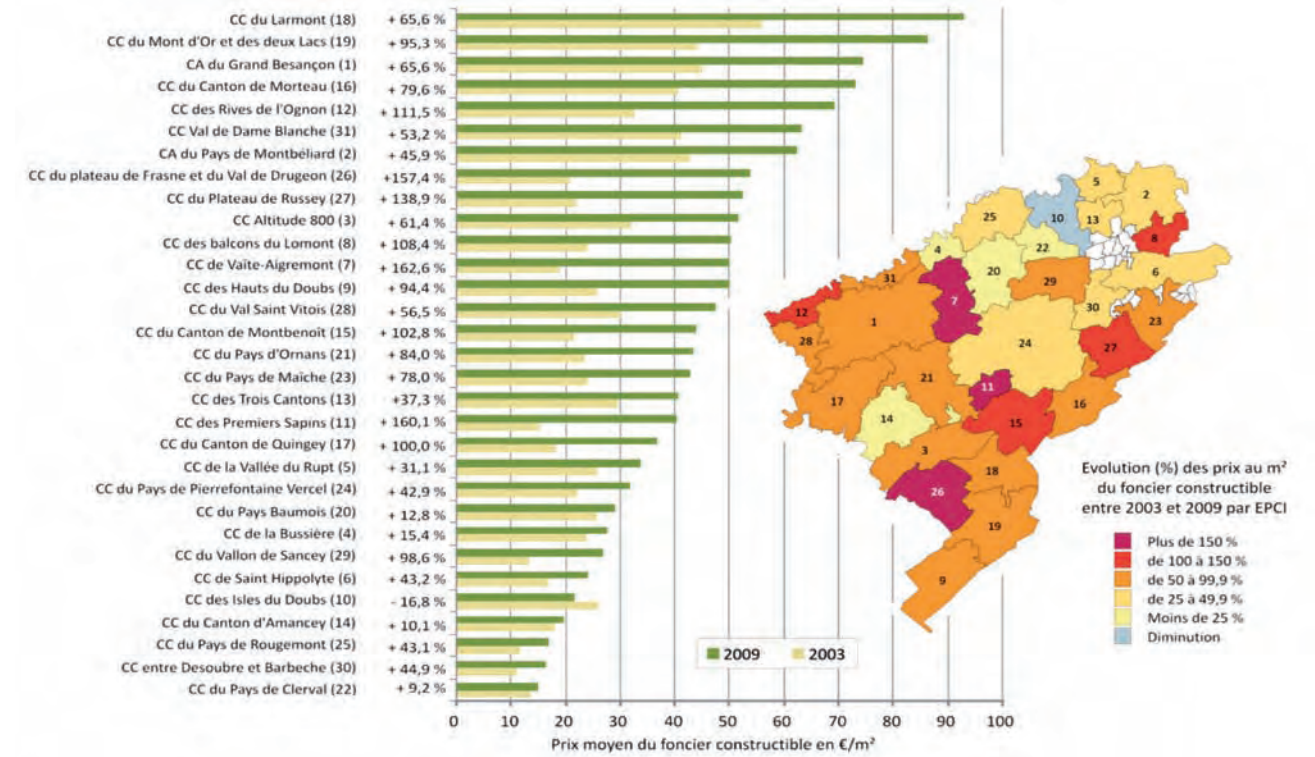 CC du Larmont (18) + 65,6 %
CC du Mont d'Or et des deux Lacs (19) + 95,3 %
CA du Grand Besançon (1) + 65,6 %
CC du Canton de Morteau (16) + 79,6 %
CC des Rives de l'Ognon (12) + 111,5 %
CC Val de Dame Blanche (31) + 53,2 %
CA du Pays de Montbéliard (2) + 45,9 %
CC du plateau de Frasne et du Val de Drugeon (26) +157,4 %
CC du Plateau de Russey (27) + 138,9 %
CC Altitude 800 (3) + 61,4 %
CC des balcons du Lomont (8) + 108,4 %
CC de Vaïte-Aigremont (7) + 162,6 %
CC des Hauts du Doubs (9) + 94,4 %
CC du Val Saint Vitois (28) + 56,5 %
CC du Canton de Montbenoît (15) + 102,8 %
CC du Pays d'Ornans (21) + 84,0 %
CC du Pays de Maîche (23) + 78,0 %
CC des Trois Cantons (13) +37,3 %
CC des Premiers Sapins (11) + 160,1 %
CC du Canton de Quingey (17) + 100,0 %
CC de la Vallée du Rupt (5) + 31,1 %
CC du Pays de Pierrefontaine Vercel (24) + 42,9 %
CC du Pays Baumois (20) + 12,8 %
CC de la Bussière (4) + 15,4 %
CC du Vallon de Sancey (29) + 98,6 %
CC de Saint Hippolyte (6) + 43,2 %
CC des Isles du Doubs (10) - 16,8 %
CC du Canton d'Amancey (14) + 10,1 %
CC du Pays de Rougemont (25) + 43,1 %
CC entre Desoubre et Barbeche (30) + 44,9 %
CC du Pays de Clerval (22) + 9,2 %
0 10 20 30 40 50 60 70 80 90 100
Prix moyen du foncier constructible en €/m²
2009 2003
5
2
25
10
13
4
22
8
20
31
29
6
7
30
12
1
23
28
24
27
21
11
17
14
16
15
3
18
26
19
9
Evolution (%) des prix au m²
du foncier constructible
entre 2003 et 2009 par EPCI
Plus de 150 %
de 100 à 150 %
de 50 à 99,9 %
de 25 à 49,9 %
Moins de 25 %
Diminution